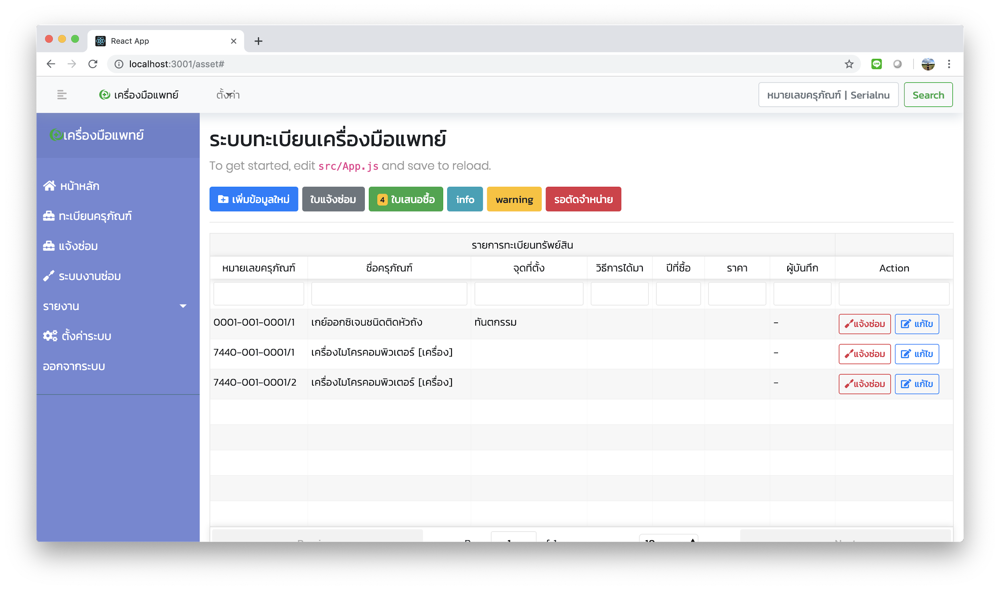 React App
localhost:3001/asset#
เครื่องมือแพทย์
ตั้งค่า
หมายเลขครุภัณฑ์ | Serialnu
Search
เครื่องมือแพทย์
หน้าหลัก
ทะเบียนครุภัณฑ์
แจ้งซ่อม
ระบบงานซ่อม
รายงาน
ตั้งค่าระบบ
ออกจากระบบ
ระบบทะเบียนเครื่องมือแพทย์
To get started, edit src/App.js and save to reload.
เพิ่มข้อมูลใหม่ ใบแจ้งซ่อม 4 ใบเสนอซื้อ info warning รอตัดจำหน่าย
รายการทะเบียนทรัพย์สิน
หมายเลขครุภัณฑ์ ชื่อครุภัณฑ์ จุดที่ตั้ง วิธีการได้มา ปีที่ซื้อ ราคา ผู้บันทึก Action
0001-001-0001/1 เกย์ออกซิเจนชนิดติดหัวถัง ทันตกรรม - แจ้งซ่อม แก้ไข
7440-001-0001/1 เครื่องไมโครคอมพิวเตอร์ [เครื่อง] - แจ้งซ่อม แก้ไข
7440-001-0001/2 เครื่องไมโครคอมพิวเตอร์ [เครื่อง] - แจ้งซ่อม แก้ไข